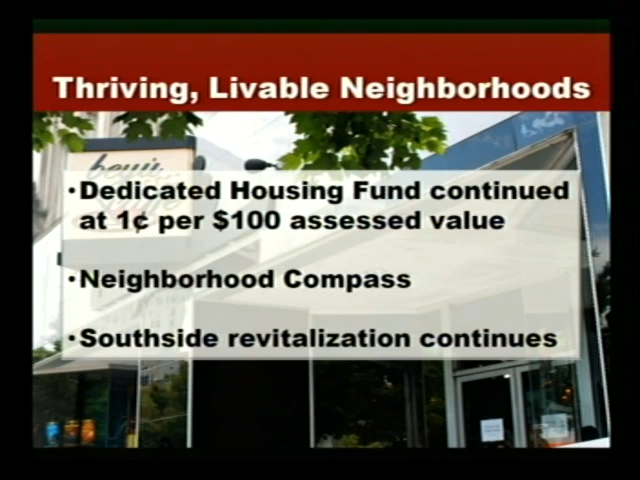 Thriving, Livable Neighborhoods
•Dedicated Housing Fund continued
at 1¢ per $100 assessed value
•Neighborhood Compass
•Southside revitalization continues